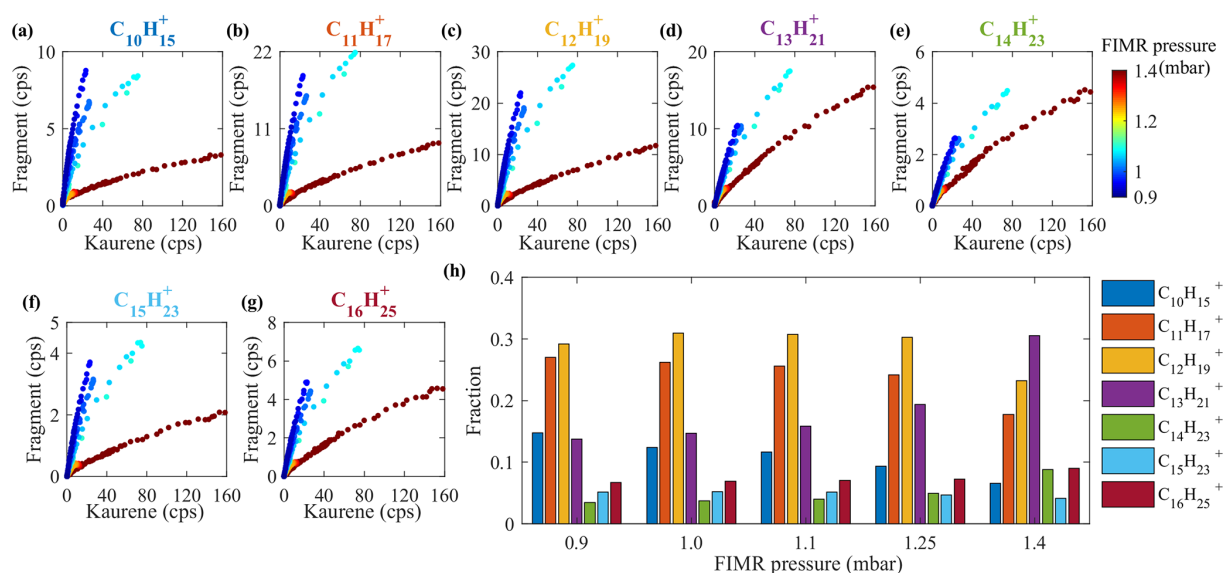 (a) C₁₀H₁₅⁺
(b) C₁₁H₁₇⁺
(c) C₁₂H₁₉⁺
(d) C₁₃H₂₁⁺
(e) C₁₄H₂₃⁺
FIMR pressure
(mbar)
1.4
1.2
1
0.9
Fragment (cps)
10
5
0
0 40 80 120 160
Kaurene (cps)
Fragment (cps)
22
11
0
0 40 80 120 160
Kaurene (cps)
Fragment (cps)
30
20
10
0
0 40 80 120 160
Kaurene (cps)
Fragment (cps)
20
10
0
0 40 80 120 160
Kaurene (cps)
Fragment (cps)
6
4
2
0
0 40 80 120 160
Kaurene (cps)
(f) C₁₅H₂₃⁺
Fragment (cps)
5
4
2
0
0 40 80 120 160
Kaurene (cps)
(g) C₁₆H₂₅⁺
Fragment (cps)
8
4
0
0 40 80 120 160
Kaurene (cps)
(h)
Fraction
0.4
0.3
0.2
0.1
0
0.9 1.0 1.1 1.25 1.4
FIMR pressure (mbar)
C₁₀H₁₅⁺
C₁₁H₁₇⁺
C₁₂H₁₉⁺
C₁₃H₂₁⁺
C₁₄H₂₃⁺
C₁₅H₂₃⁺
C₁₆H₂₅⁺